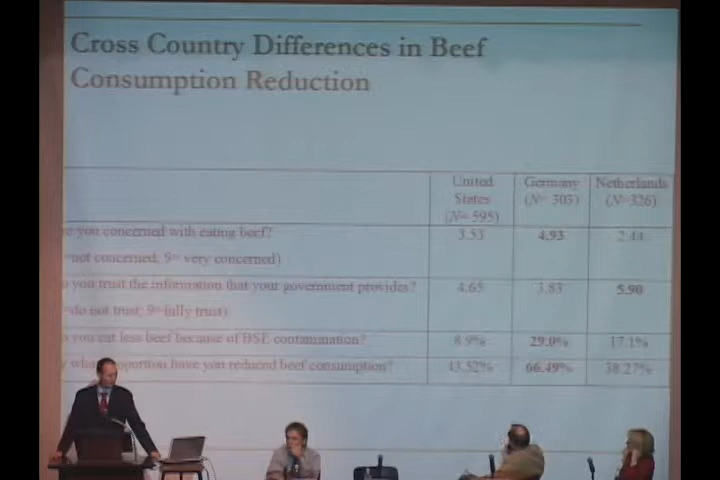 Cross Country Differences in Beef
Consumption Reduction
United States (N= 595)
Germany (N= 303)
Netherlands (N=326)
e you concerned with eating beef?
=not concerned; 9= very concerned)
3.53
4.93
2.44
o you trust the information that your government provides?
=do not trust; 9=fully trust)
4.65
3.83
5.90
o you eat less beef because of BSE contamination?
8.9%
29.0%
17.1%
y what proportion have you reduced beef consumption?
13.52%
66.49%
38.27%